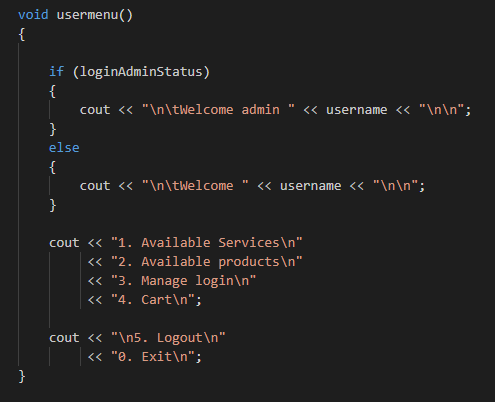 void usermenu()
{
if (loginAdminStatus)
{
cout << "\n\tWelcome admin " << username << "\n\n";
}
else
{
cout << "\n\tWelcome " << username << "\n\n";
}
cout << "1. Available Services\n"
<< "2. Available products\n"
<< "3. Manage login\n"
<< "4. Cart\n";
cout << "\n5. Logout\n"
<< "0. Exit\n";
}